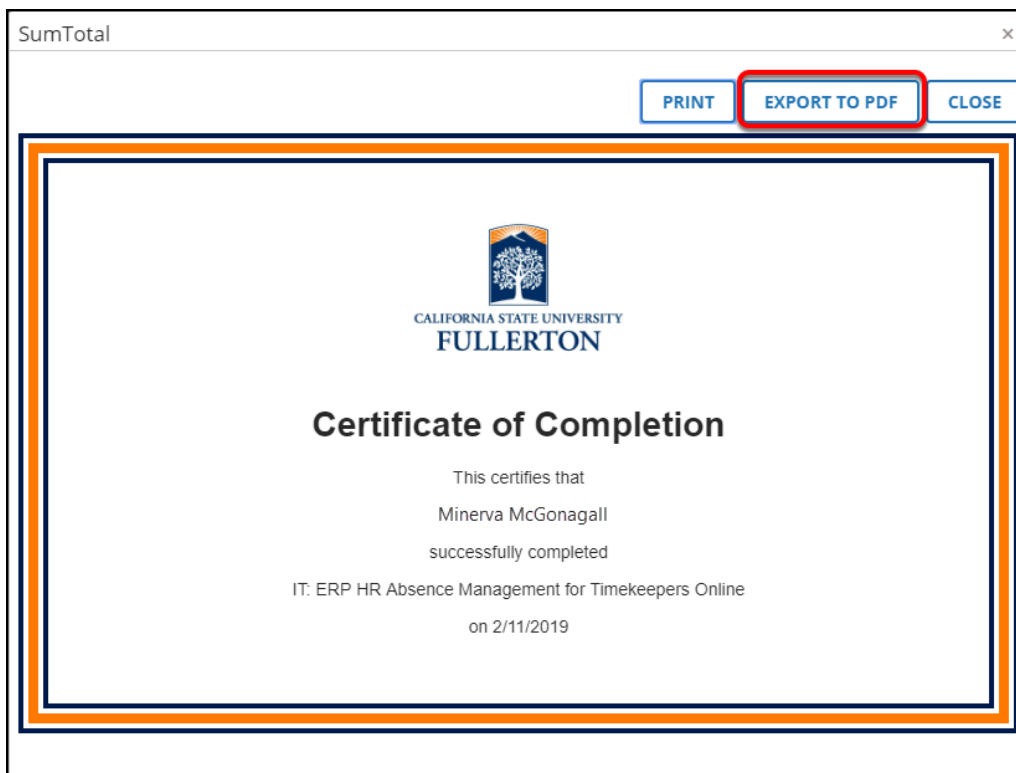 SumTotal ×
PRINT EXPORT TO PDF CLOSE
CALIFORNIA STATE UNIVERSITY
FULLERTON
Certificate of Completion
This certifies that
Minerva McGonagall
successfully completed
IT: ERP HR Absence Management for Timekeepers Online
on 2/11/2019